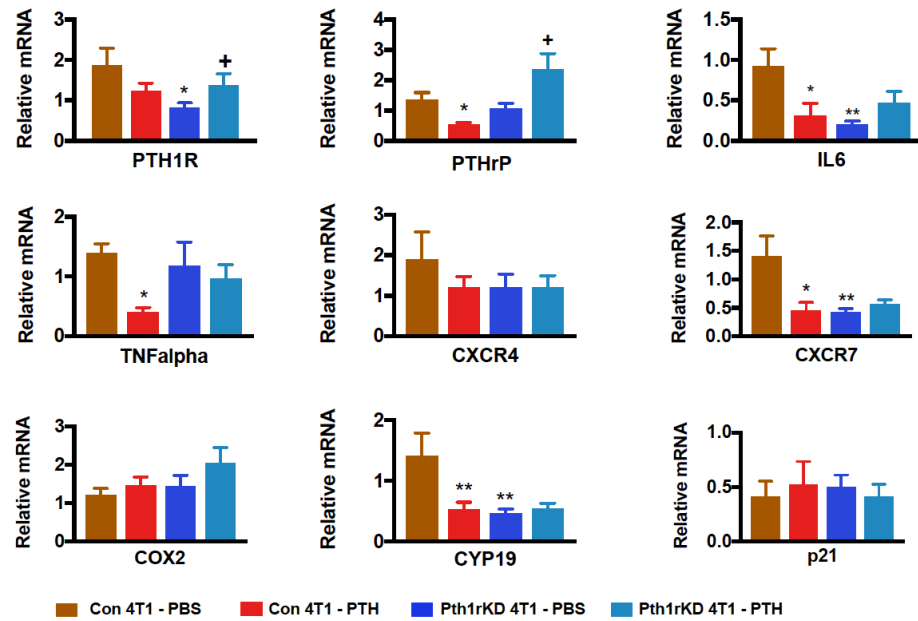 Relative mRNA
3
2
1
0
*
+
PTH1R
Relative mRNA
4
3
2
1
0
*
+
PTHrP
Relative mRNA
1.5
1.0
0.5
0.0
*
**
IL6
Relative mRNA
2
1
0
*
TNFalpha
Relative mRNA
3
2
1
0
CXCR4
Relative mRNA
2.0
1.5
1.0
0.5
0.0
*
**
CXCR7
Relative mRNA
3
2
1
0
COX2
Relative mRNA
2
1
0
**
**
CYP19
Relative mRNA
1.0
0.5
0.0
p21
Con 4T1 - PBS
Con 4T1 - PTH
Pth1rKD 4T1 - PBS
Pth1rKD 4T1 - PTH